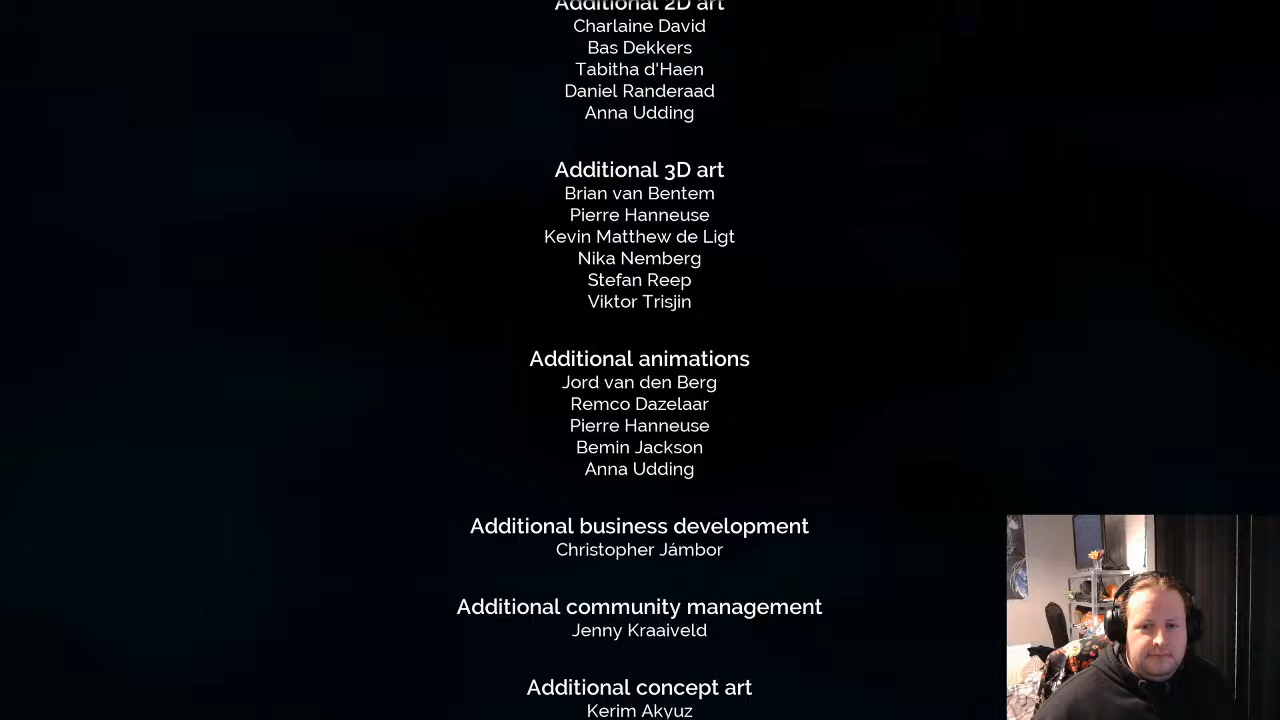 Additional 2D art
Charlaine David
Bas Dekkers
Tabitha d'Haen
Daniel Randeraad
Anna Udding
Additional 3D art
Brian van Bentem
Pierre Hanneuse
Kevin Matthew de Ligt
Nika Nemberg
Stefan Reep
Viktor Trisjin
Additional animations
Jord van den Berg
Remco Dazelaar
Pierre Hanneuse
Bemin Jackson
Anna Udding
Additional business development
Christopher Jámbor
Additional community management
Jenny Kraaiveld
Additional concept art
Kerim Akyuz